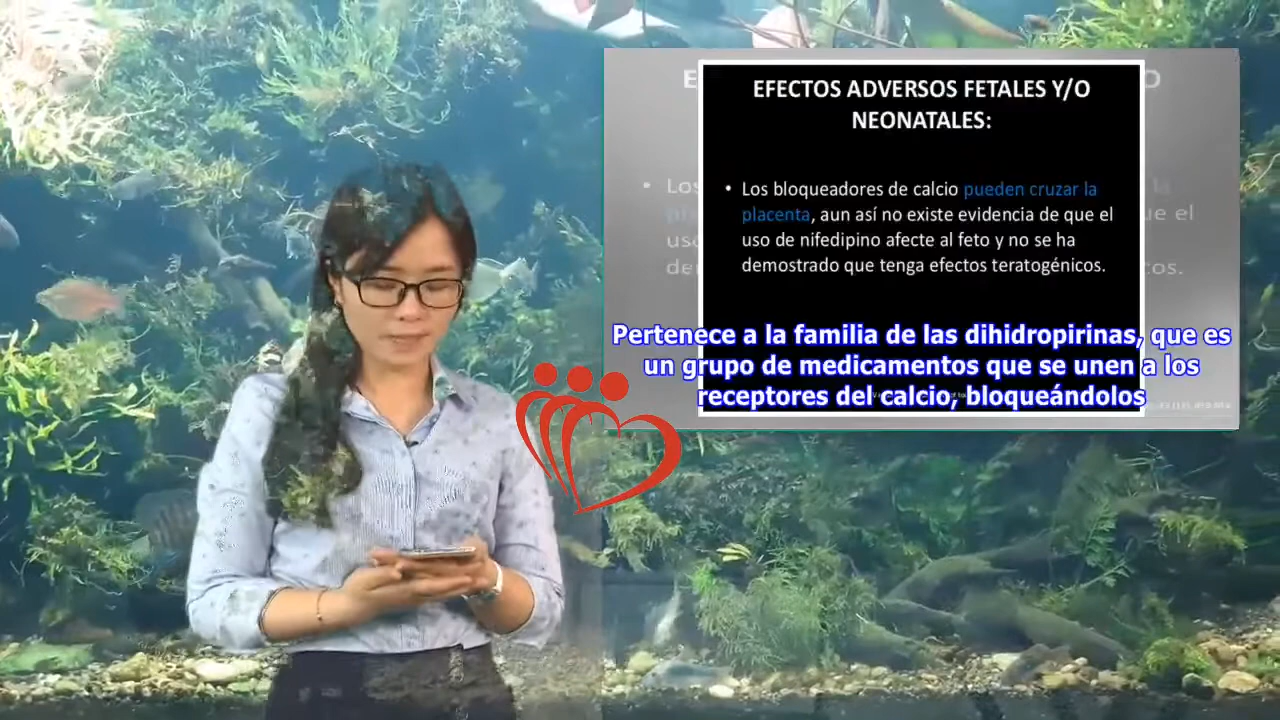 EFECTOS ADVERSOS FETALES Y/O
NEONATALES:
• Los bloqueadores de calcio pueden cruzar la
placenta, aun así no existe evidencia de que el
uso de nifedipino afecte al feto y no se ha
demostrado que tenga efectos teratogénicos.
Pertenece a la familia de las dihidropirinas, que es
un grupo de medicamentos que se unen a los
receptores del calcio, bloqueándolos